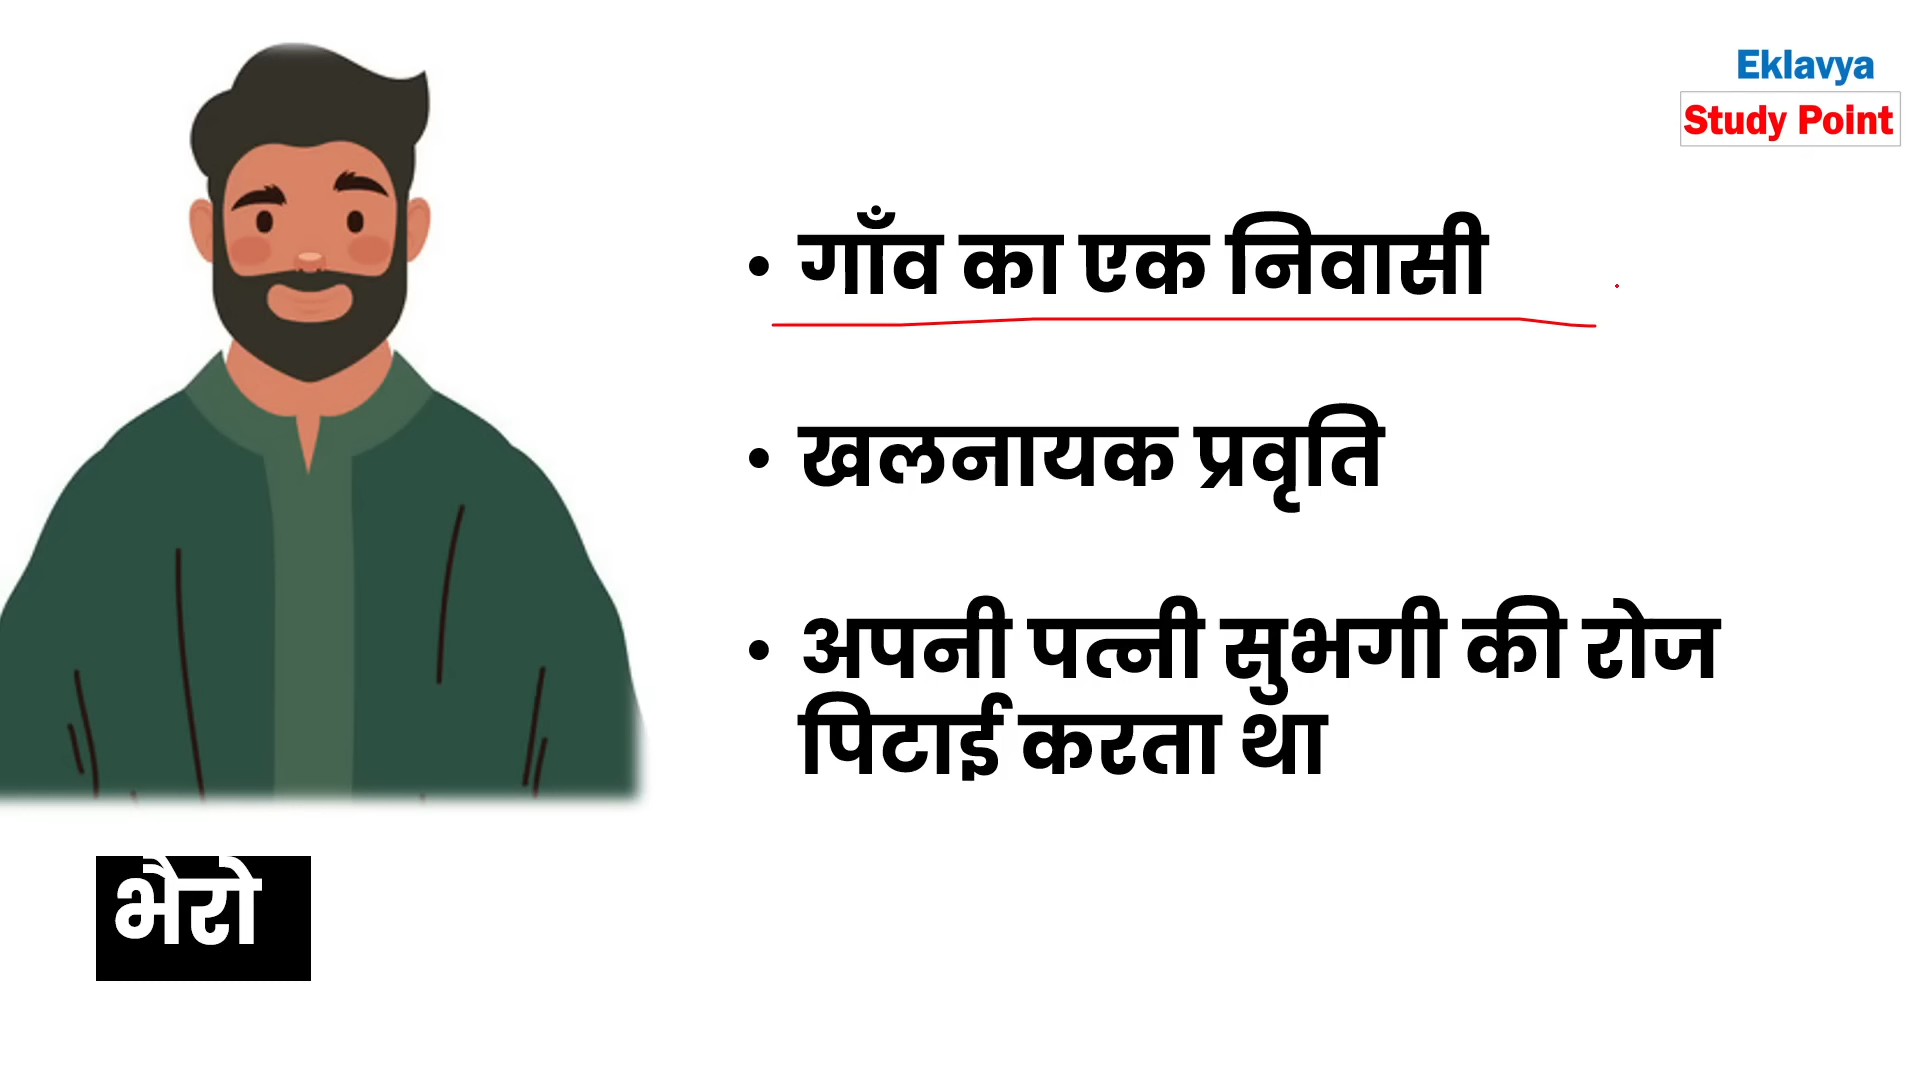 Eklavya
Study Point
• गाँव का एक निवासी
• खलनायक प्रवृति
• अपनी पत्नी सुभगी की रोज
पिटाई करता था
भैरो